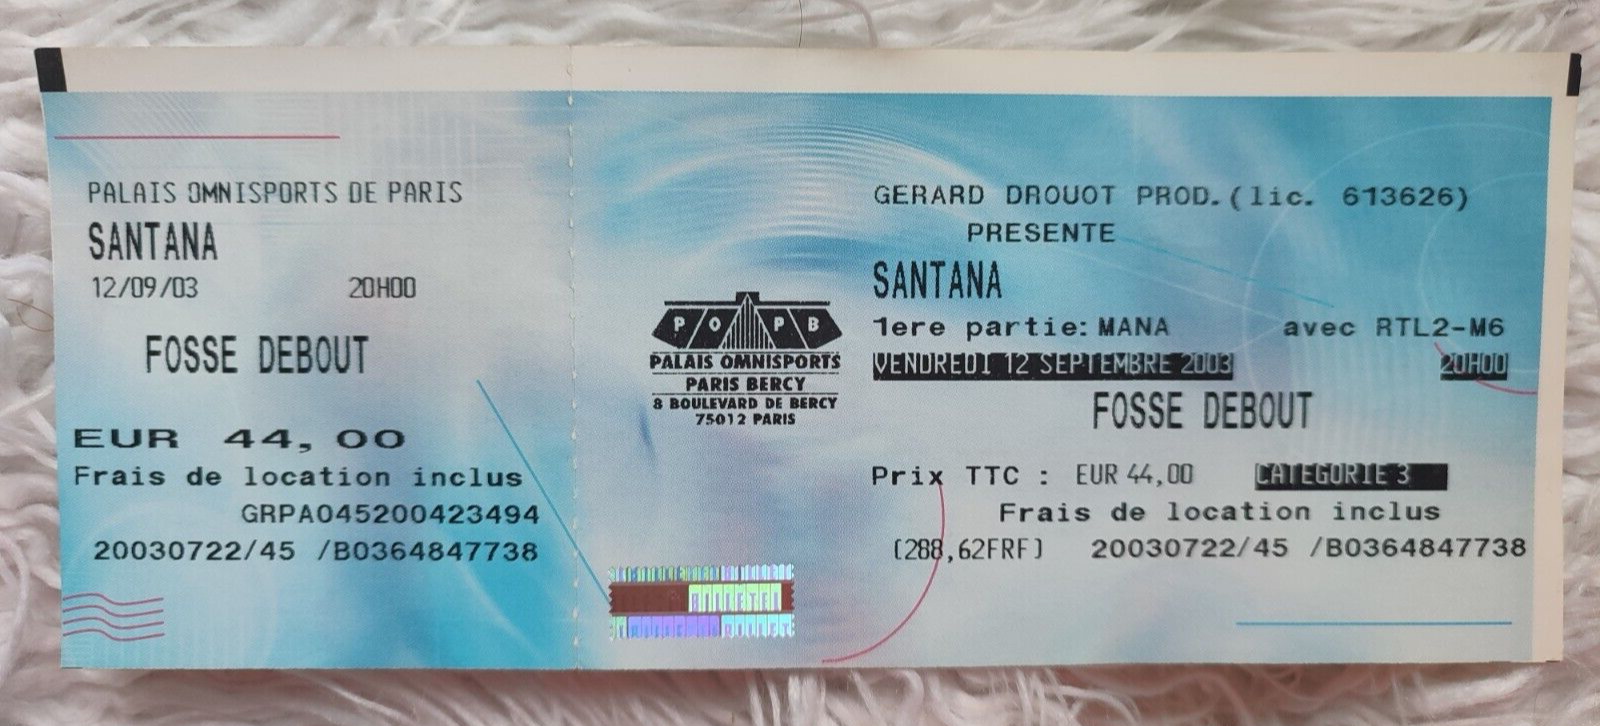 PALAIS OMNISPORTS DE PARIS
SANTANA
12/09/03 20H00
FOSSE DEBOUT
EUR 44,00
Frais de location inclus
GRPA045200423494
20030722/45 /B0364847738
P O P B
PALAIS OMNISPORTS
PARIS BERCY
8 BOULEVARD DE BERCY
75012 PARIS
BILLETEL
GERARD DROUOT PROD.(lic. 613626)
PRESENTE
SANTANA
1ere partie: MANA avec RTL2-M6
VENDREDI 12 SEPTEMBRE 2003 20H00
FOSSE DEBOUT
Prix TTC : EUR 44,00 CATEGORIE 3
Frais de location inclus
(288,62FRF) 20030722/45 /B0364847738